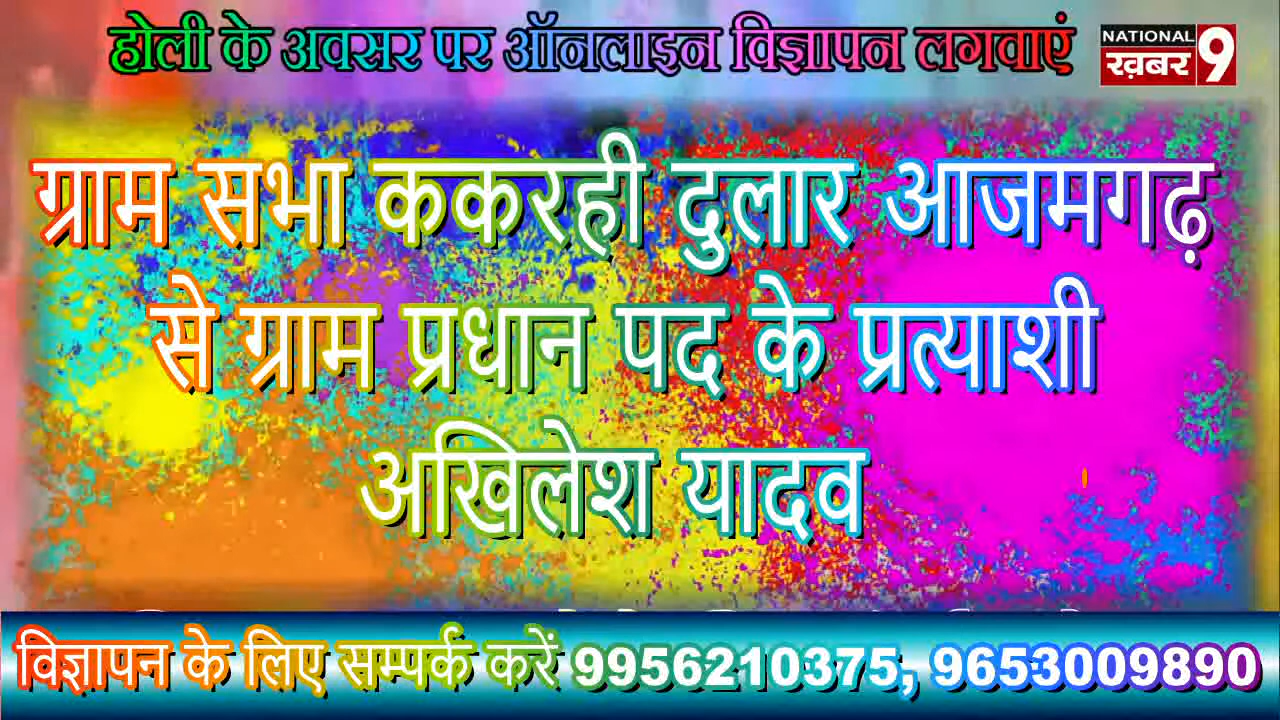 होली के अवसर पर ऑनलाइन विज्ञापन लगवाएं
NATIONAL
ख़बर 9
ग्राम सभा ककरही दुलार आजमगढ़
से ग्राम प्रधान पद के प्रत्याशी
अखिलेश यादव
विज्ञापन के लिए सम्पर्क करें 9956210375, 9653009890